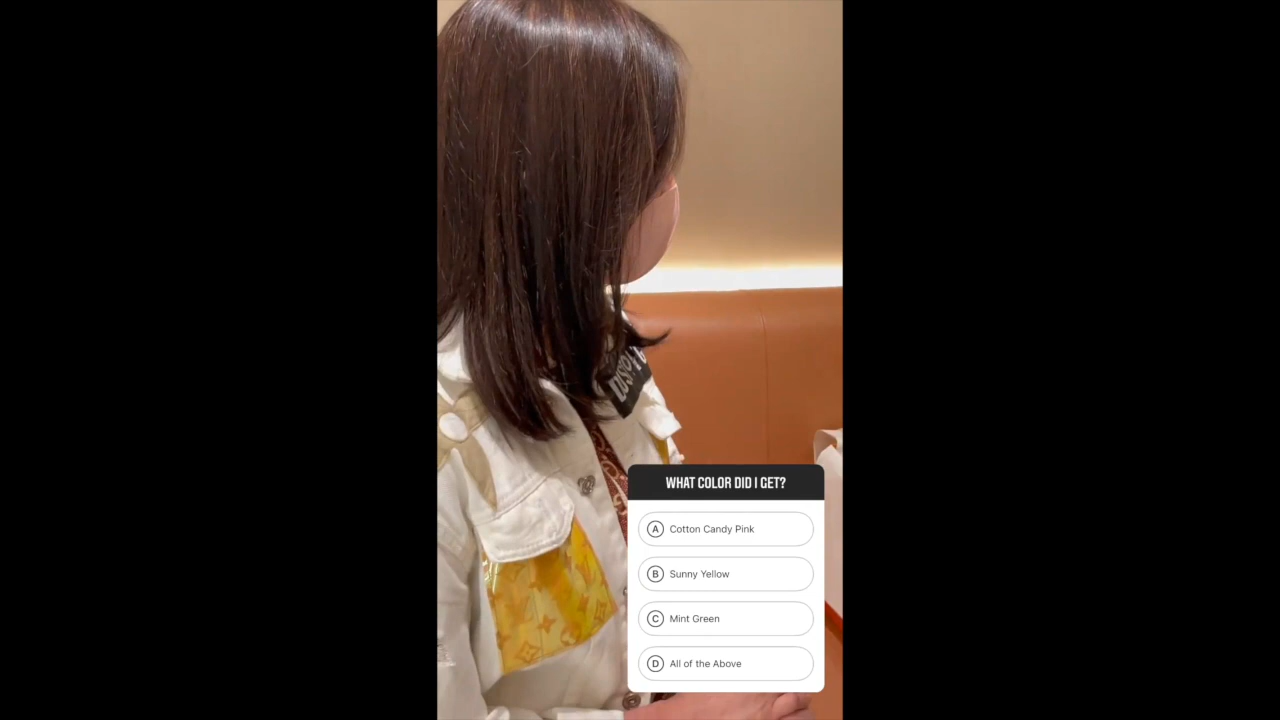 WHAT COLOR DID I GET?
A Cotton Candy Pink
B Sunny Yellow
C Mint Green
D All of the Above